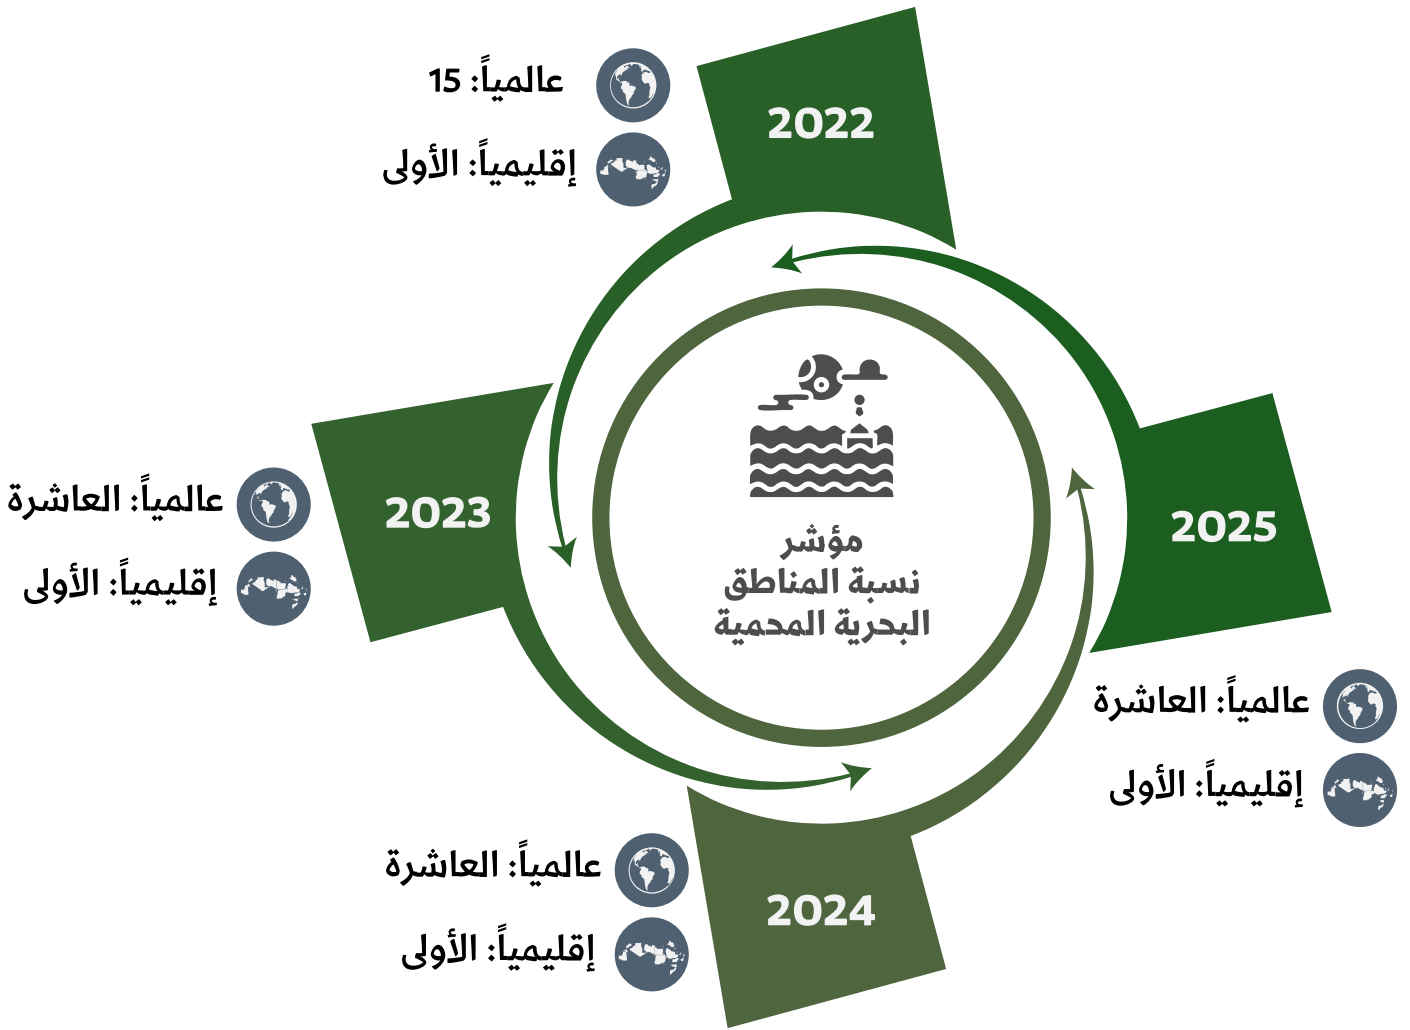 2022
عالمياً: 15
إقليمياً: الأولى
2023
عالمياً: العاشرة
إقليمياً: الأولى
مؤشر
نسبة المناطق
البحرية المحمية
2025
عالمياً: العاشرة
إقليمياً: الأولى
2024
عالمياً: العاشرة
إقليمياً: الأولى